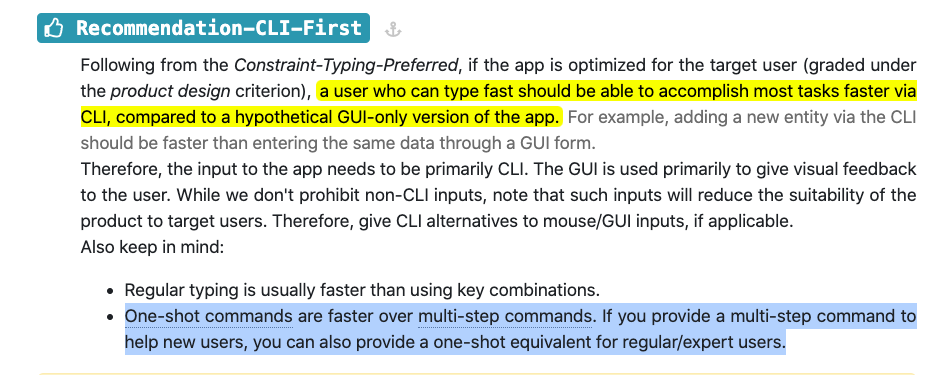 Recommendation-CLI-First
Following from the Constraint-Typing-Preferred, if the app is optimized for the target user (graded under
the product design criterion), a user who can type fast should be able to accomplish most tasks faster via
CLI, compared to a hypothetical GUI-only version of the app. For example, adding a new entity via the CLI
should be faster than entering the same data through a GUI form.
Therefore, the input to the app needs to be primarily CLI. The GUI is used primarily to give visual feedback
to the user. While we don't prohibit non-CLI inputs, note that such inputs will reduce the suitability of the
product to target users. Therefore, give CLI alternatives to mouse/GUI inputs, if applicable.
Also keep in mind:
• Regular typing is usually faster than using key combinations.
• One-shot commands are faster over multi-step commands. If you provide a multi-step command to
help new users, you can also provide a one-shot equivalent for regular/expert users.